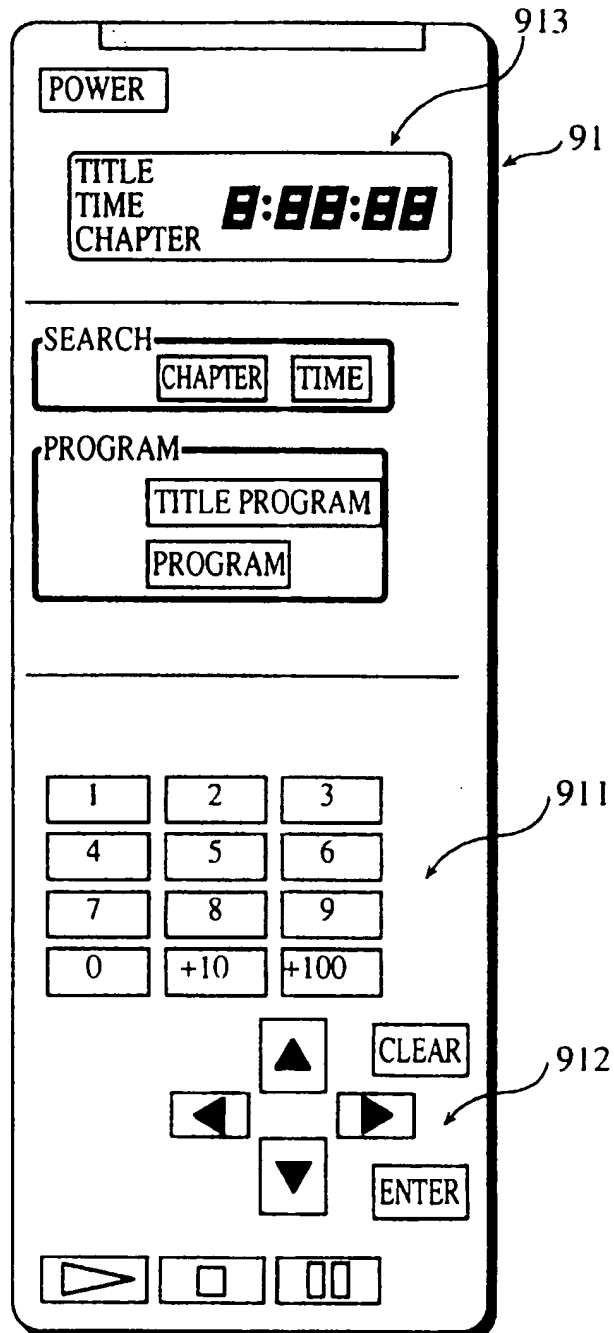 913
POWER
91
TITLE
TIME 8:88:88
CHAPTER
SEARCH
CHAPTER TIME
PROGRAM
TITLE PROGRAM
PROGRAM
1 2 3
911
4 5 6
7 8 9
0 +10 +100
CLEAR
912
ENTER